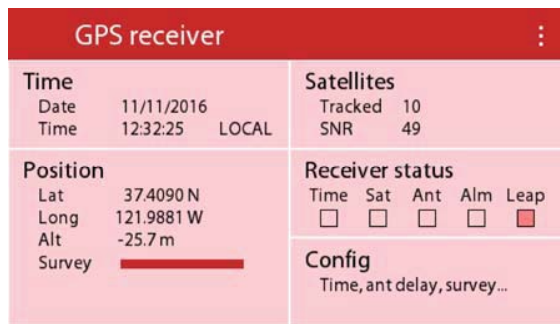 GPS receiver
Time
Date 11/11/2016
Time 12:32:25 LOCAL
Satellites
Tracked 10
SNR 49
Position
Lat 37.4090 N
Long 121.9881 W
Alt -25.7 m
Survey
Receiver status
Time Sat Ant Alm Leap
Config
Time, ant delay, survey...